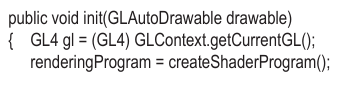 public void init(GLAutoDrawable drawable)
{ GL4 gl = (GL4) GLContext.getCurrentGL();
renderingProgram = createShaderProgram();